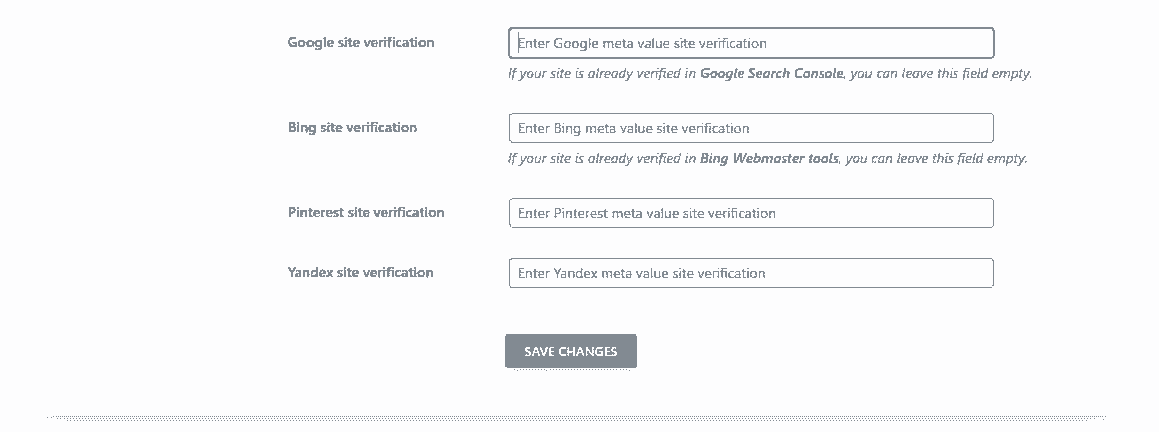 Google site verification
Enter Google meta value site verification
If your site is already verified in Google Search Console, you can leave this field empty.
Bing site verification
Enter Bing meta value site verification
If your site is already verified in Bing Webmaster tools, you can leave this field empty.
Pinterest site verification
Enter Pinterest meta value site verification
Yandex site verification
Enter Yandex meta value site verification
SAVE CHANGES